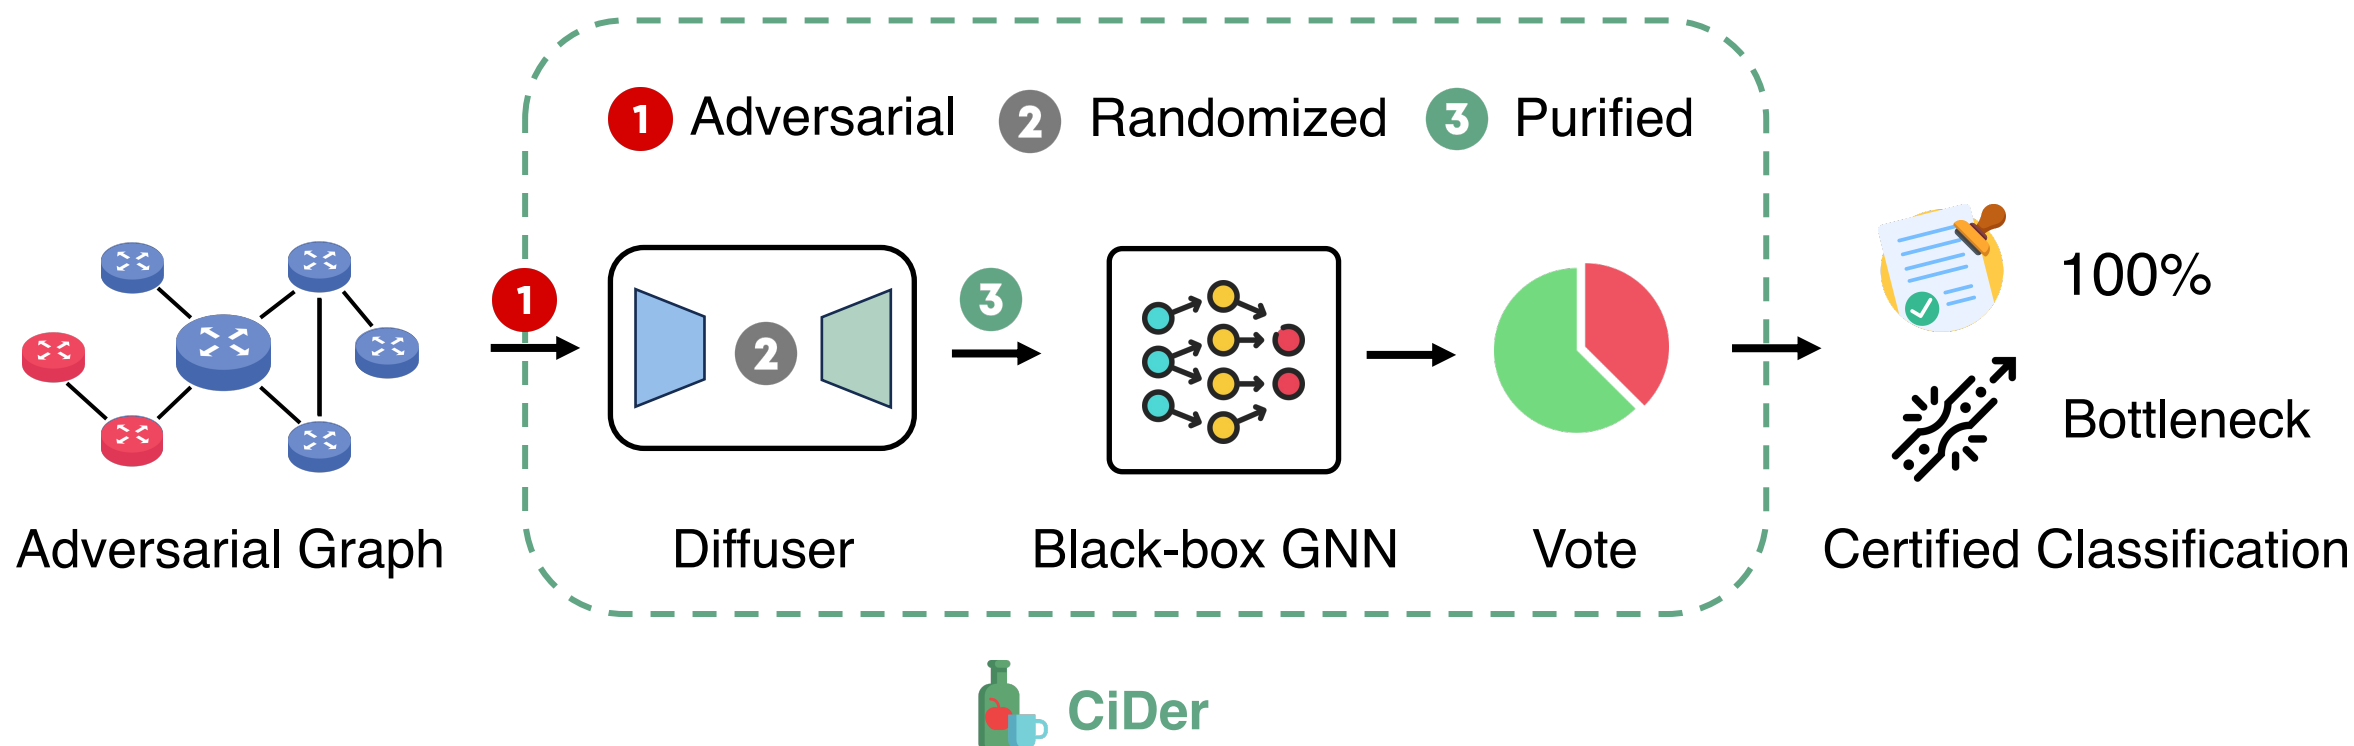 1 Adversarial 2 Randomized 3 Purified
1
2
3
100%
Bottleneck
Adversarial Graph
Diffuser
Black-box GNN
Vote
Certified Classification
CiDer